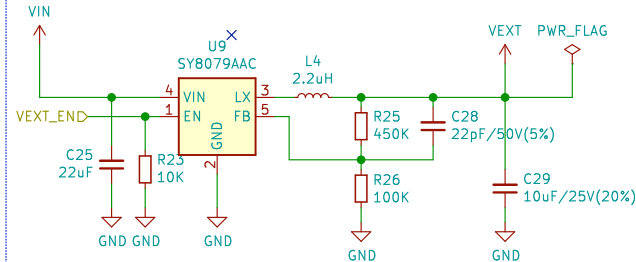 VIN
VEXT
PWR_FLAG
U9
SY8079AAC
L4
2.2uH
4
VIN
LX
3
VEXT_EN
1
EN
FB
5
GND
2
C25
22uF
R23
10K
R25
450K
C28
22pF/50V(5%)
R26
100K
C29
10uF/25V(20%)
GND
GND
GND
GND
GND